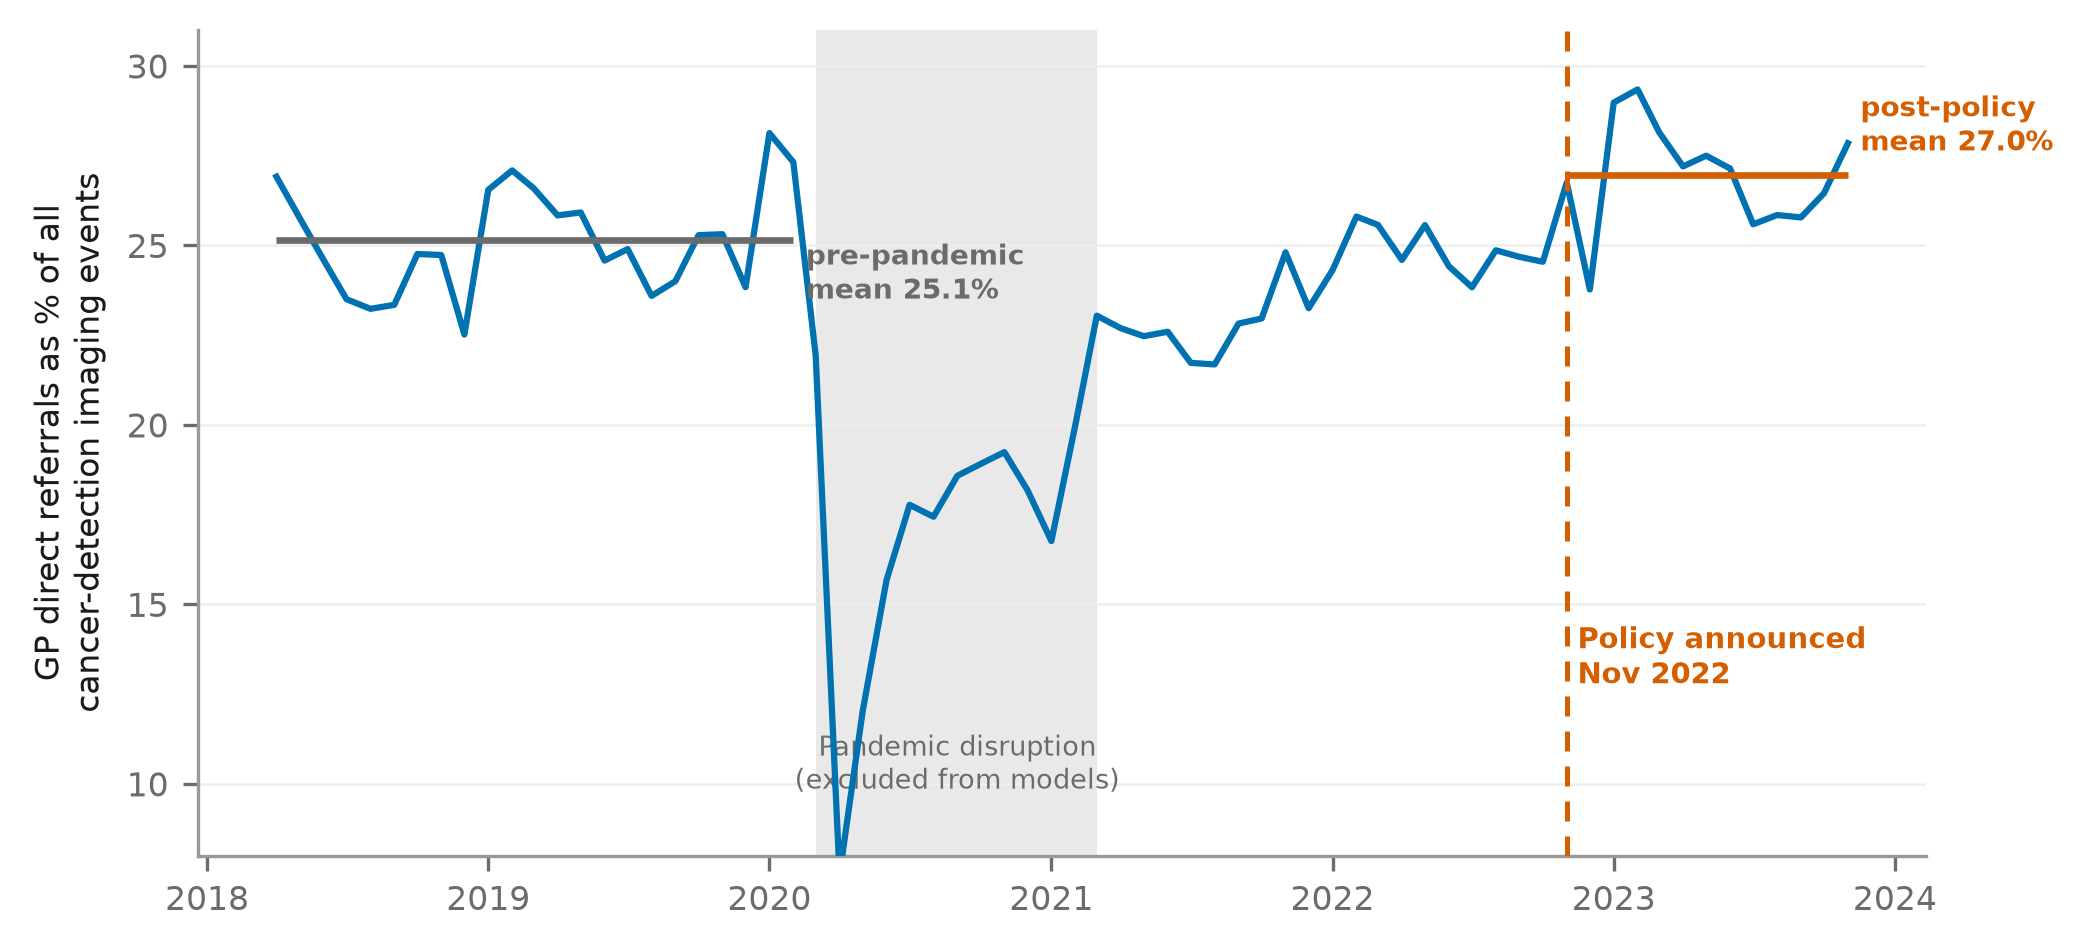 GP direct referrals as % of all
cancer-detection imaging events
30
25
20
15
10
pre-pandemic
mean 25.1%
Pandemic disruption
(excluded from models)
post-policy
mean 27.0%
Policy announced
Nov 2022
2018
2019
2020
2021
2022
2023
2024